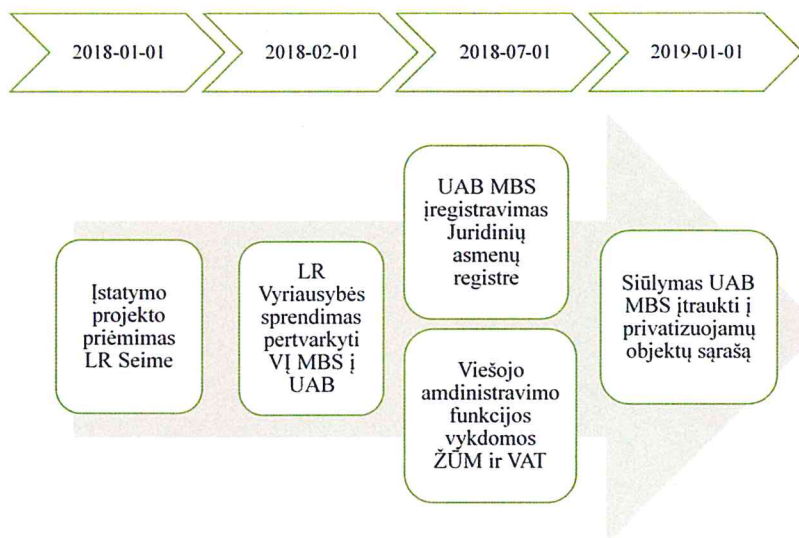 2018-01-01
2018-02-01
2018-07-01
2019-01-01
Įstatymo
projekto
priėmimas
LR Seime
LR
Vyriausybės
sprendimas
pertvarkyti
VĮ MBS į
UAB
UAB MBS
įregistravimas
Juridinių
asmenų
registre
Viešojo
amdinistravimo
funkcijos
vykdomos
ŽŪM ir VAT
Siūlymas UAB
MBS įtraukti į
privatizuojamų
objektų sąrašą